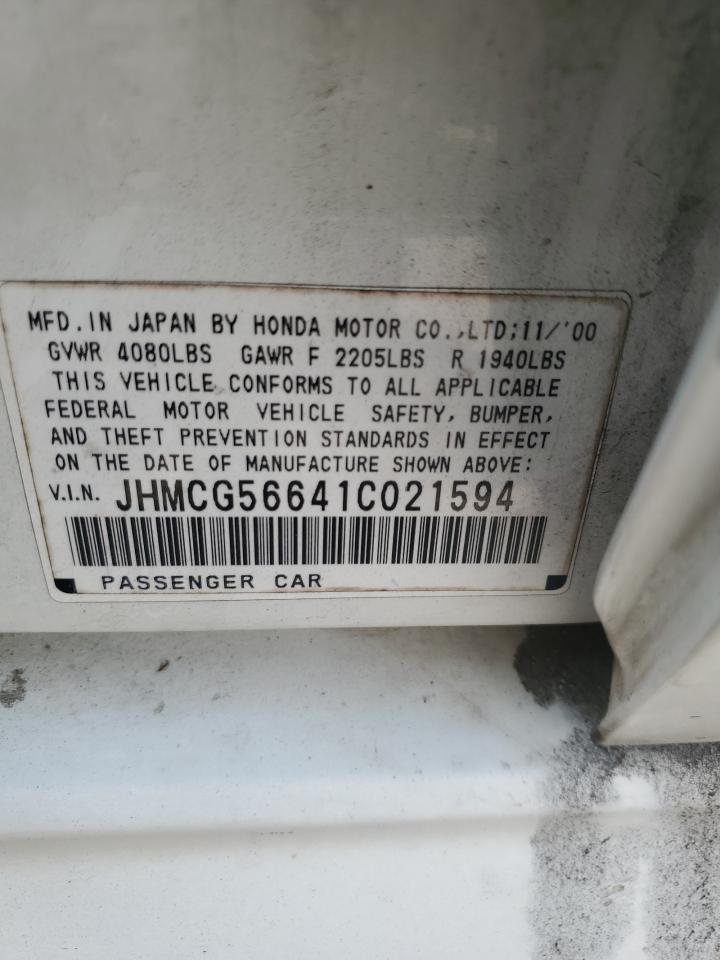 MFD.IN JAPAN BY HONDA MOTOR CO.,LTD;11/'00
GVWR 4080LBS GAWR F 2205LBS R 1940LBS
THIS VEHICLE CONFORMS TO ALL APPLICABLE
FEDERAL MOTOR VEHICLE SAFETY, BUMPER,
AND THEFT PREVENTION STANDARDS IN EFFECT
ON THE DATE OF MANUFACTURE SHOWN ABOVE:
V.I.N. JHMCG56641C021594
PASSENGER CAR